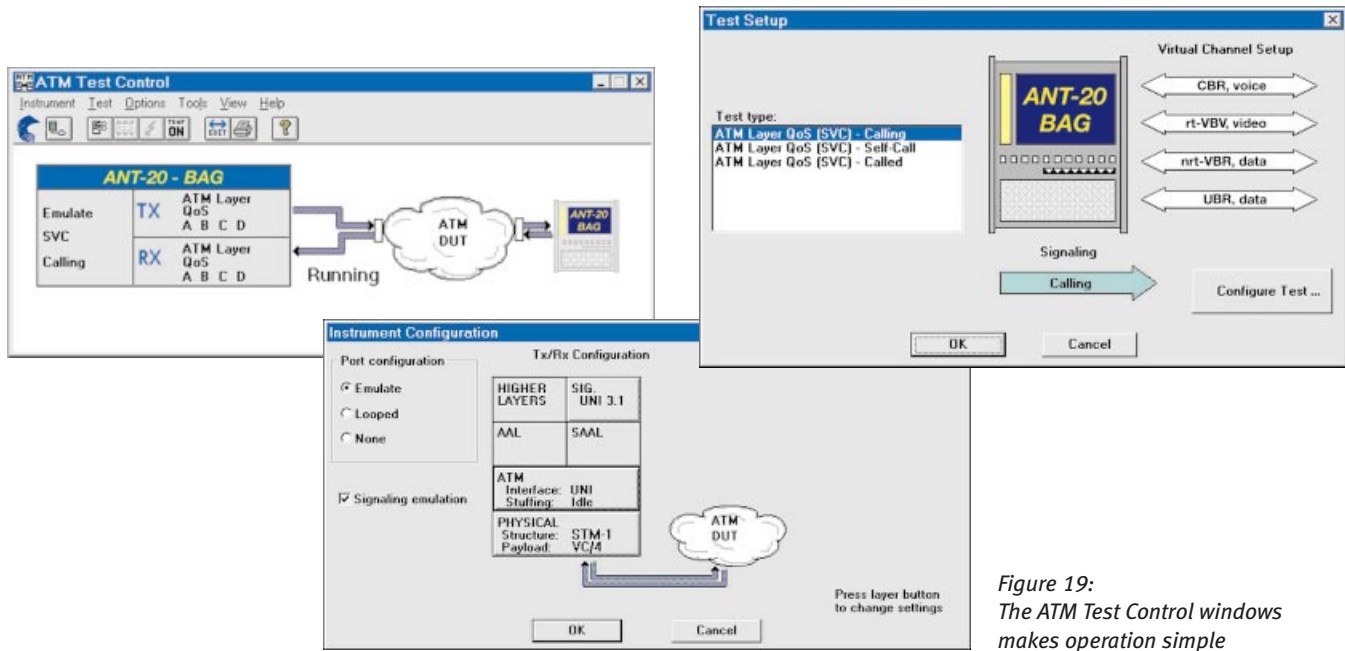 ATM Test Control
Instrument Test Options Tools View Help
TEST ON
EXIT
?
ANT-20 - BAG
Emulate
SVC
Calling
TX
ATM Layer
QoS
A B C D
RX
ATM Layer
QoS
A B C D
Running
ATM
DUT
ANT-20
BAG
Test Setup
Virtual Channel Setup
Test type:
ATM Layer QoS (SVC) - Calling
ATM Layer QoS (SVC) - Self-Call
ATM Layer QoS (SVC) - Called
ANT-20
BAG
CBR, voice
rt-VBV, video
nrt-VBR, data
UBR, data
Signaling
Calling
Configure Test ...
OK
Cancel
Instrument Configuration
Port configuration
Emulate
Looped
None
Signaling emulation
Tx/Rx Configuration
HIGHER
LAYERS
SIG.
UNI 3.1
AAL
SAAL
ATM
Interface: UNI
Stuffing: Idle
PHYSICAL
Structure: STM-1
Payload: VC/4
ATM
DUT
Press layer button
to change settings
OK
Cancel
Figure 19:
The ATM Test Control windows
makes operation simple